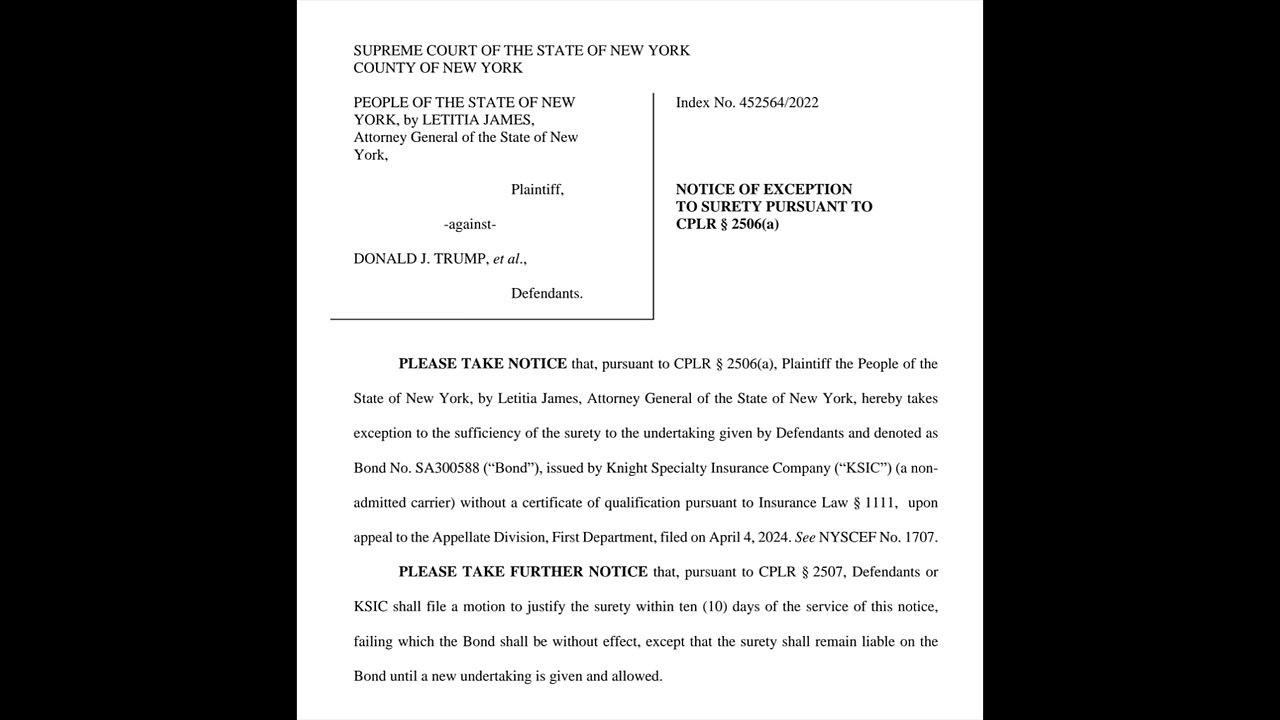 SUPREME COURT OF THE STATE OF NEW YORK
COUNTY OF NEW YORK
PEOPLE OF THE STATE OF NEW
YORK, by LETITIA JAMES,
Attorney General of the State of New
York,
Plaintiff,
-against-
DONALD J. TRUMP, et al.,
Defendants.
Index No. 452564/2022
NOTICE OF EXCEPTION
TO SURETY PURSUANT TO
CPLR § 2506(a)
PLEASE TAKE NOTICE that, pursuant to CPLR § 2506(a), Plaintiff the People of the
State of New York, by Letitia James, Attorney General of the State of New York, hereby takes
exception to the sufficiency of the surety to the undertaking given by Defendants and denoted as
Bond No. SA300588 (“Bond”), issued by Knight Specialty Insurance Company (“KSIC”) (a non-
admitted carrier) without a certificate of qualification pursuant to Insurance Law § 1111, upon
appeal to the Appellate Division, First Department, filed on April 4, 2024. See NYSCEF No. 1707.
PLEASE TAKE FURTHER NOTICE that, pursuant to CPLR § 2507, Defendants or
KSIC shall file a motion to justify the surety within ten (10) days of the service of this notice,
failing which the Bond shall be without effect, except that the surety shall remain liable on the
Bond until a new undertaking is given and allowed.